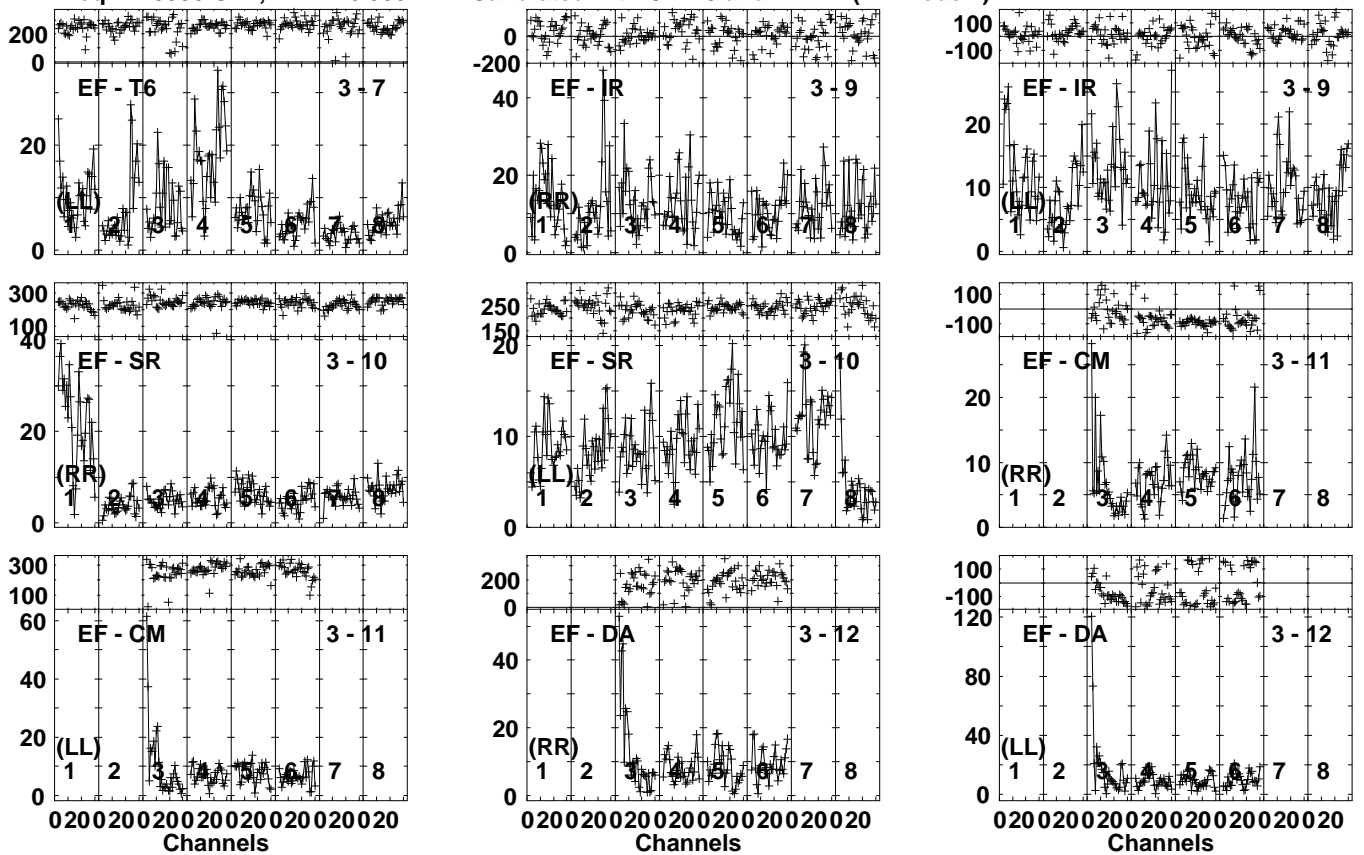 200 0 -200 100 -100
0
EF - T6 3 - 7 EF - IR 3 - 9 EF - IR 3 - 9
20 10 0 40 20 0 20 10 0
(LL) (RR) (LL)
1 2 3 4 5 6 7 8 1 2 3 4 5 6 7 8 1 2 3 4 5 6 7 8
300 100 250 150 100 -100
EF - SR 3 - 10 EF - SR 3 - 10 EF - CM 3 - 11
40 20 0 20 10 0 20 10 0
(RR) (LL) (RR)
1 2 3 4 5 6 7 8 1 2 3 4 5 6 7 8 1 2 3 4 5 6 7 8
300 100 200 0 100 -100
EF - CM 3 - 11 EF - DA 3 - 12 EF - DA 3 - 12
60 40 20 0 40 20 0 120 80 60 40 20 0
(LL) (RR) (LL)
1 2 3 4 5 6 7 8 1 2 3 4 5 6 7 8 1 2 3 4 5 6 7 8
0 20 0 20 0 20 0 20 0 20 0 20 0 20 0 20 0 20 0 20 0 20 0 20 0 20 0 20 0 20 0 20 0 20 0 20 0 20 0 20 0 20 0 20 0 20 0 20
Channels Channels Channels